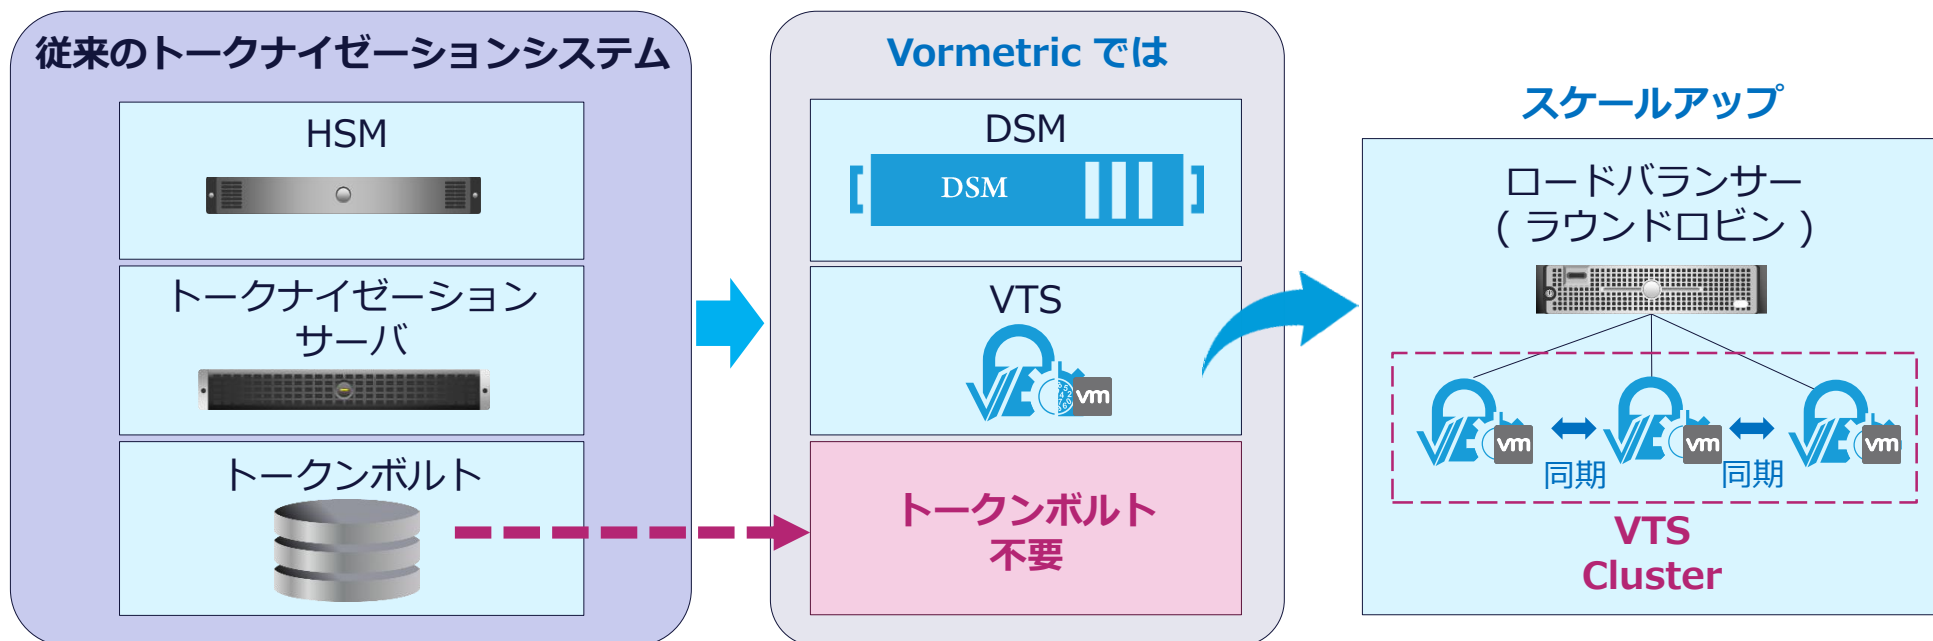 従来のトークナイゼーションシステム
HSM
トークナイゼーション
サーバ
トークンボルト
Vormetric では
DSM
DSM
VTS
vm
トークンボルト
不要
スケールアップ
ロードバランサー
( ラウンドロビン )
vm
vm
vm
同期
同期
VTS
Cluster